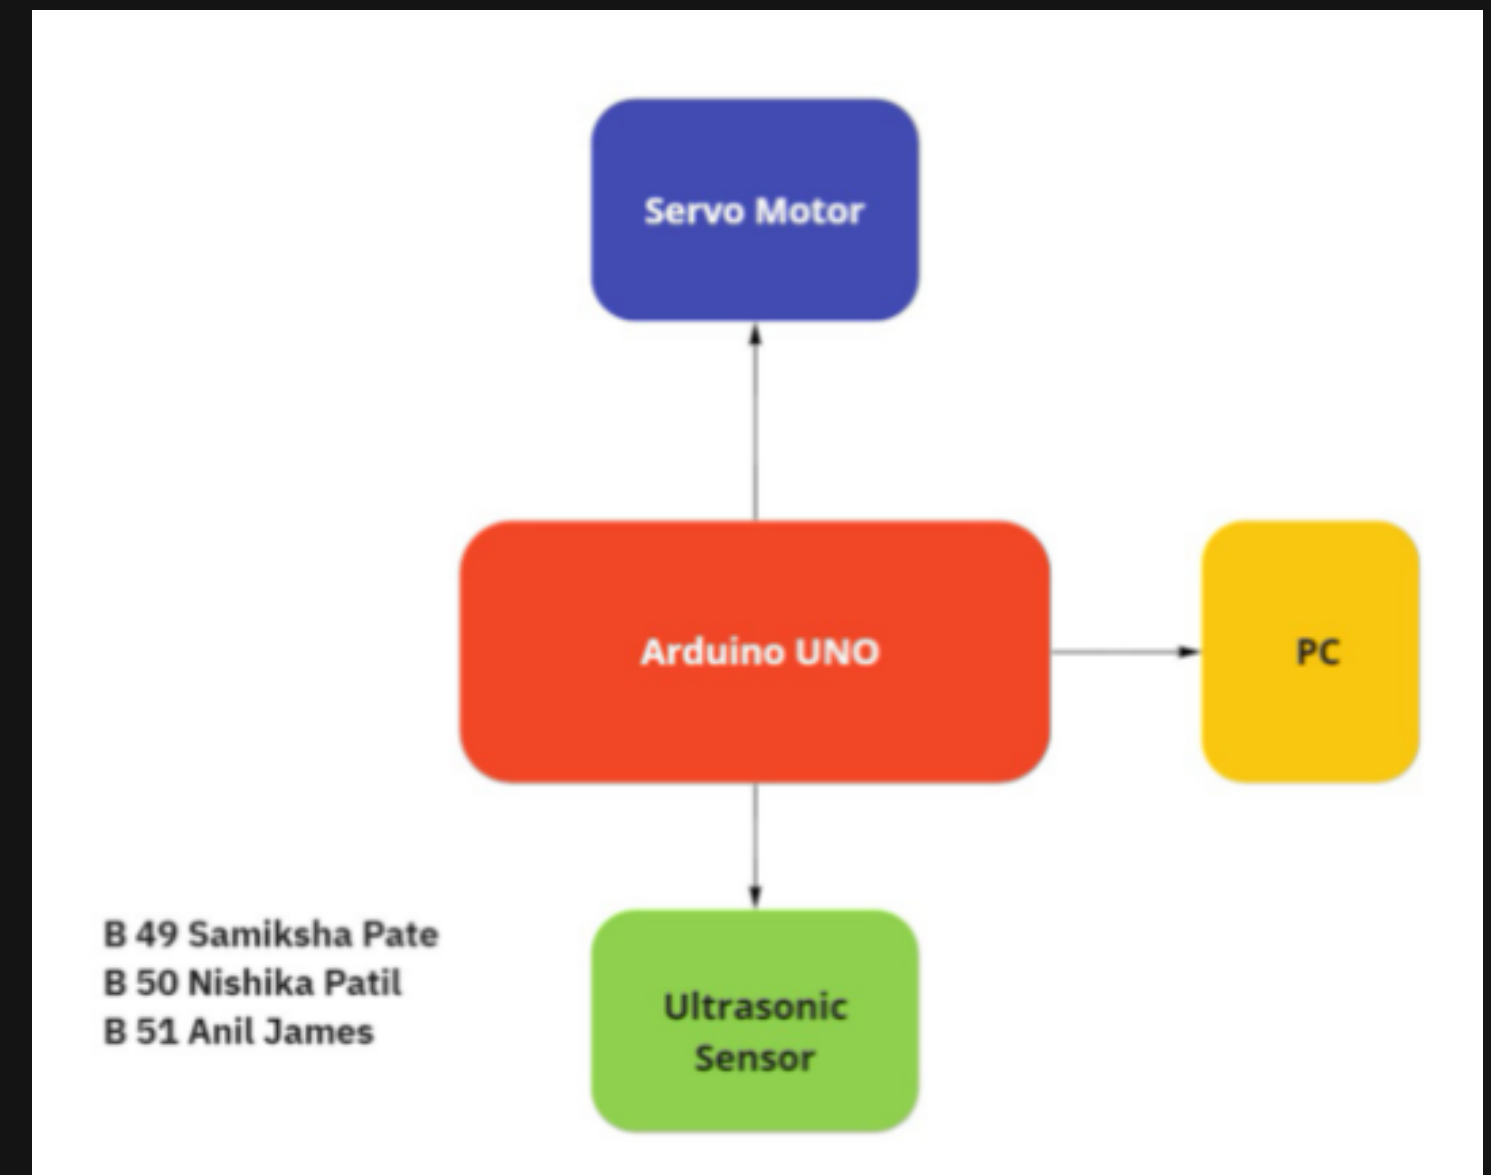 Servo Motor
Arduino UNO
PC
Ultrasonic
Sensor
B 49 Samiksha Pate
B 50 Nishika Patil
B 51 Anil James